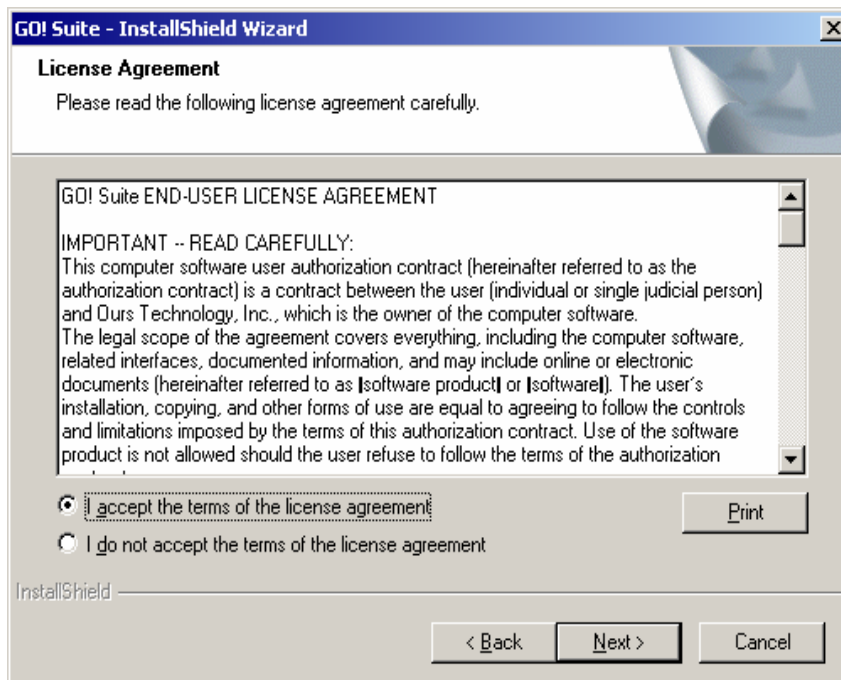 GO! Suite - InstallShield Wizard
License Agreement
Please read the following license agreement carefully.
GO! Suite END-USER LICENSE AGREEMENT
IMPORTANT -- READ CAREFULLY:
This computer software user authorization contract (hereinafter referred to as the
authorization contract) is a contract between the user (individual or single judicial person)
and Ours Technology, Inc., which is the owner of the computer software.
The legal scope of the agreement covers everything, including the computer software,
related interfaces, documented information, and may include online or electronic
documents (hereinafter referred to as |software product| or |software|). The user's
installation, copying, and other forms of use are equal to agreeing to follow the controls
and limitations imposed by the terms of this authorization contract. Use of the software
product is not allowed should the user refuse to follow the terms of the authorization
I accept the terms of the license agreement
Print
I do not accept the terms of the license agreement
InstallShield
< Back
Next >
Cancel